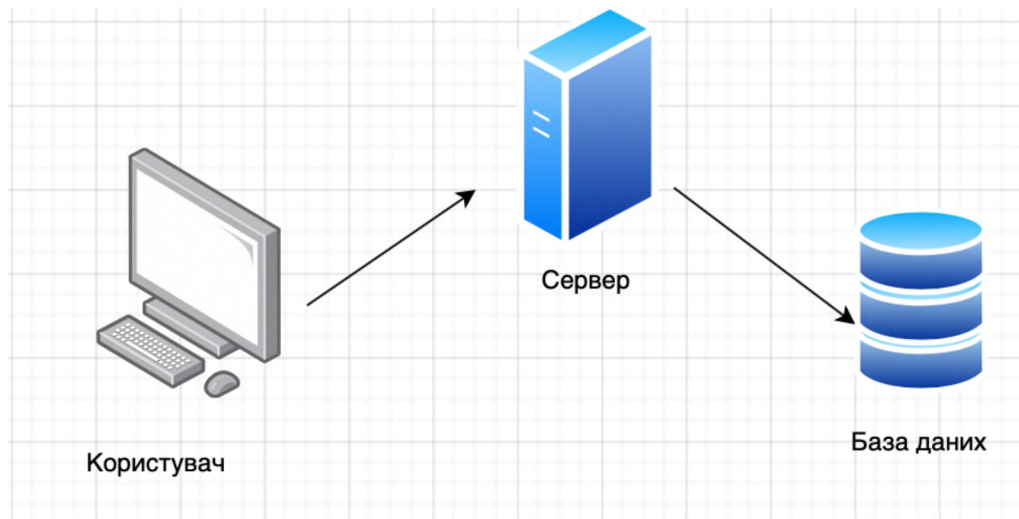 Сервер
База даних
Користувач